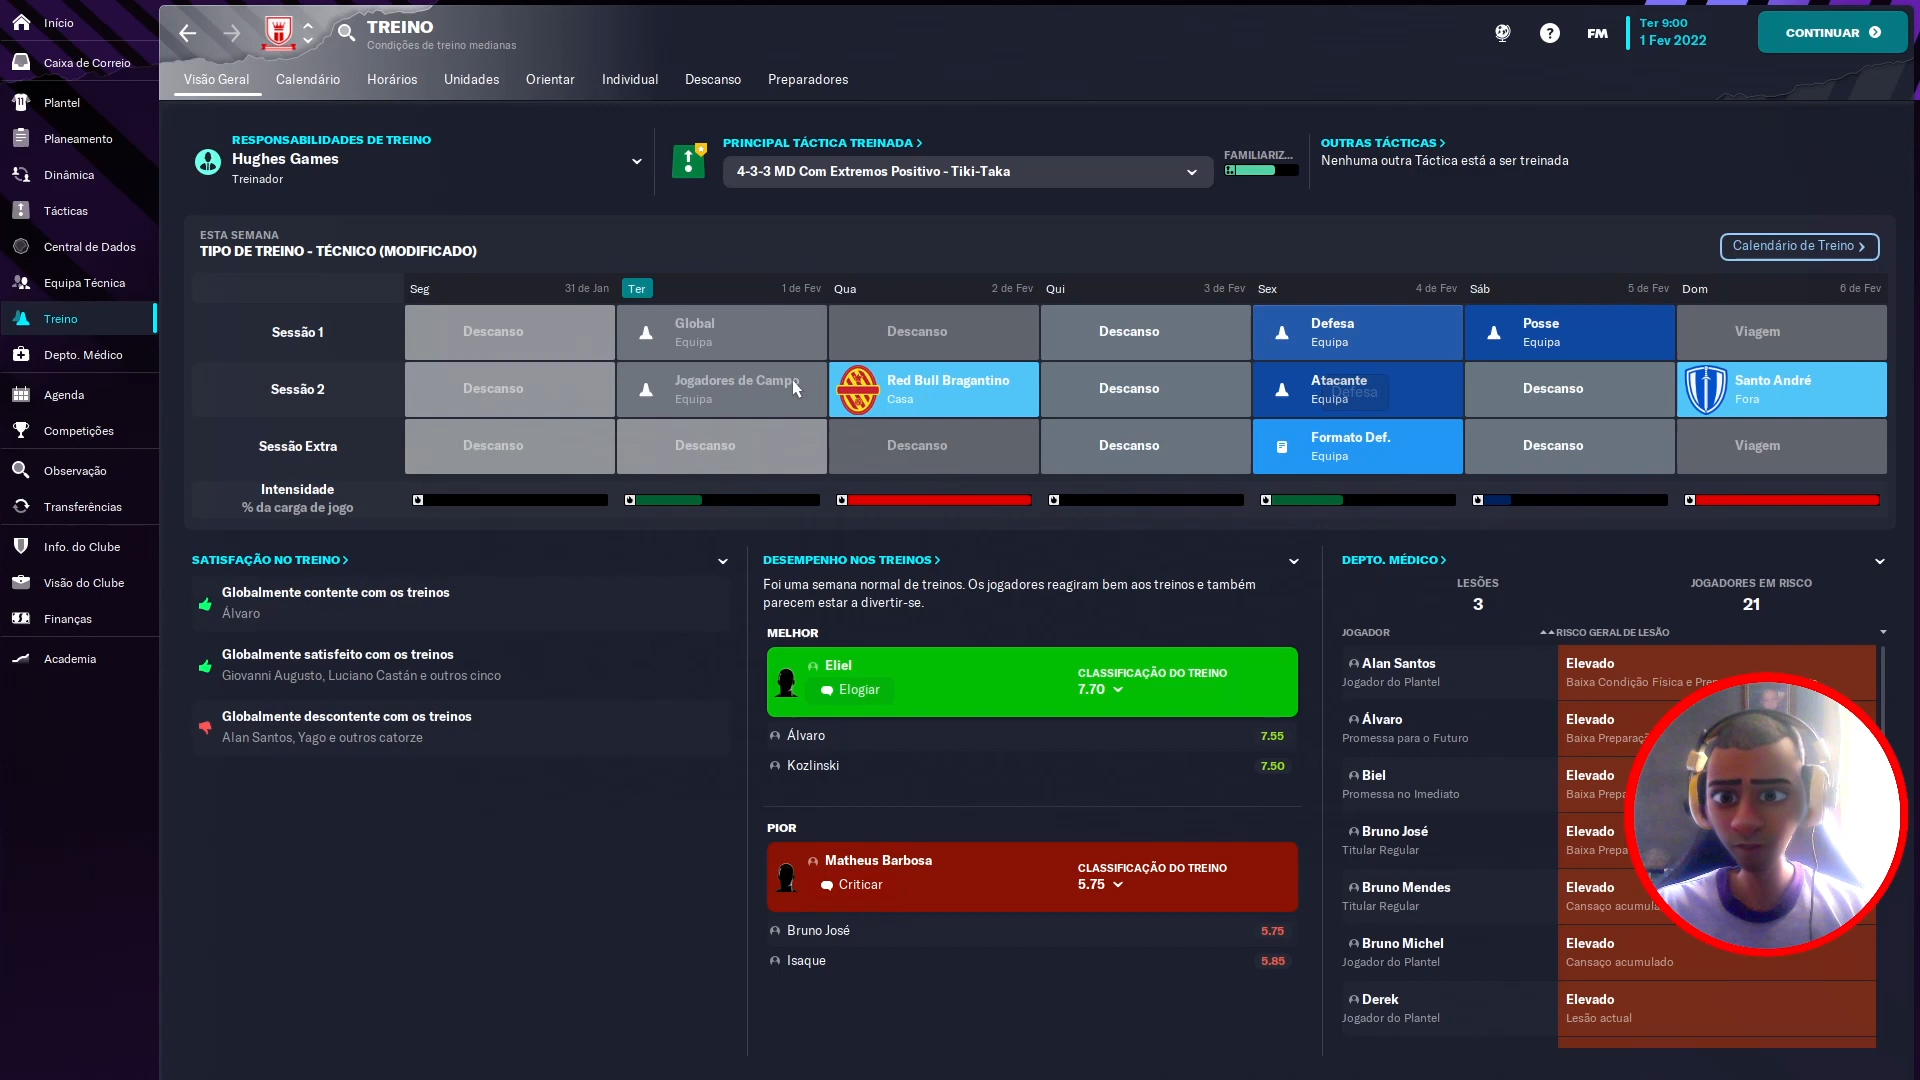 Início
Caixa de Correio
Plantel
Planeamento
Dinâmica
Tácticas
Central de Dados
Equipa Técnica
Treino
Depto. Médico
Agenda
Competições
Observação
Transferências
Info. do Clube
Visão do Clube
Finanças
Academia
TREINO
Condições de treino medianas
FM
Ter 9:00
1 Fev 2022
CONTINUAR
Visão Geral
Calendário
Horários
Unidades
Orientar
Individual
Descanso
Preparadores
RESPONSABILIDADES DE TREINO
Hughes Games
Treinador
PRINCIPAL TÁCTICA TREINADA >
4-3-3 MD Com Extremos Positivo - Tiki-Taka
FAMILIARIZ...
OUTRAS TÁCTICAS >
Nenhuma outra Táctica está a ser treinada
ESTA SEMANA
TIPO DE TREINO - TÉCNICO (MODIFICADO)
Calendário de Treino >
Seg 31 de Jan
Ter 1 de Fev
Qua 2 de Fev
Qui 3 de Fev
Sex 4 de Fev
Sáb 5 de Fev
Dom 6 de Fev
Sessão 1
Descanso
Global
Equipa
Descanso
Descanso
Defesa
Equipa
Posse
Equipa
Viagem
Sessão 2
Descanso
Jogadores de Campo
Equipa
Red Bull Bragantino
Casa
Descanso
Atacante
Equipa
Defesa
Descanso
Santo André
Fora
Sessão Extra
Descanso
Descanso
Descanso
Descanso
Formato Def.
Equipa
Descanso
Viagem
Intensidade
% da carga de jogo
SATISFAÇÃO NO TREINO >
Globalmente contente com os treinos
Álvaro
Globalmente satisfeito com os treinos
Giovanni Augusto, Luciano Castán e outros cinco
Globalmente descontente com os treinos
Alan Santos, Yago e outros catorze
DESEMPENHO NOS TREINOS >
Foi uma semana normal de treinos. Os jogadores reagiram bem aos treinos e também
parecem estar a divertir-se.
MELHOR
Eliel
Elogiar
CLASSIFICAÇÃO DO TREINO
7.70
Álvaro 7.55
Kozlinski 7.50
PIOR
Matheus Barbosa
Criticar
CLASSIFICAÇÃO DO TREINO
5.75
Bruno José 5.75
Isaque 5.85
DEPTO. MÉDICO >
LESÕES
3
JOGADORES EM RISCO
21
JOGADOR
RISCO GERAL DE LESÃO
Alan Santos
Jogador do Plantel
Elevado
Baixa Condição Física e
Álvaro
Promessa para o Futuro
Elevado
Baixa
Biel
Promessa no Imediato
Elevado
Baixa
Bruno José
Titular Regular
Elevado
Baixa
Bruno Mendes
Titular Regular
Elevado
Cansaço
Bruno Michel
Jogador do Plantel
Elevado
Cansaço acumulado
Derek
Jogador do Plantel
Elevado
Lesão actual